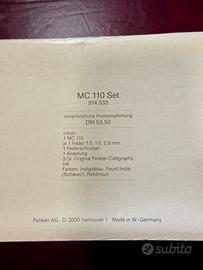 MC 110 Set
914 333
unverbindliche Preisempfehlung
DM 53,50
Inhalt:
1 MC 110
je 1 Feder 1.0, 1.5, 2.0 mm
1 Federschlüssel
1 Anleitung
3 Gr. Original Pelikan Calligraphy
Ink
Farben: Indigoblau, Fount India
(Schwarz), Rehbraun
Pelikan AG · D-3000 Hannover 1 · Made in W.-Germany
subito